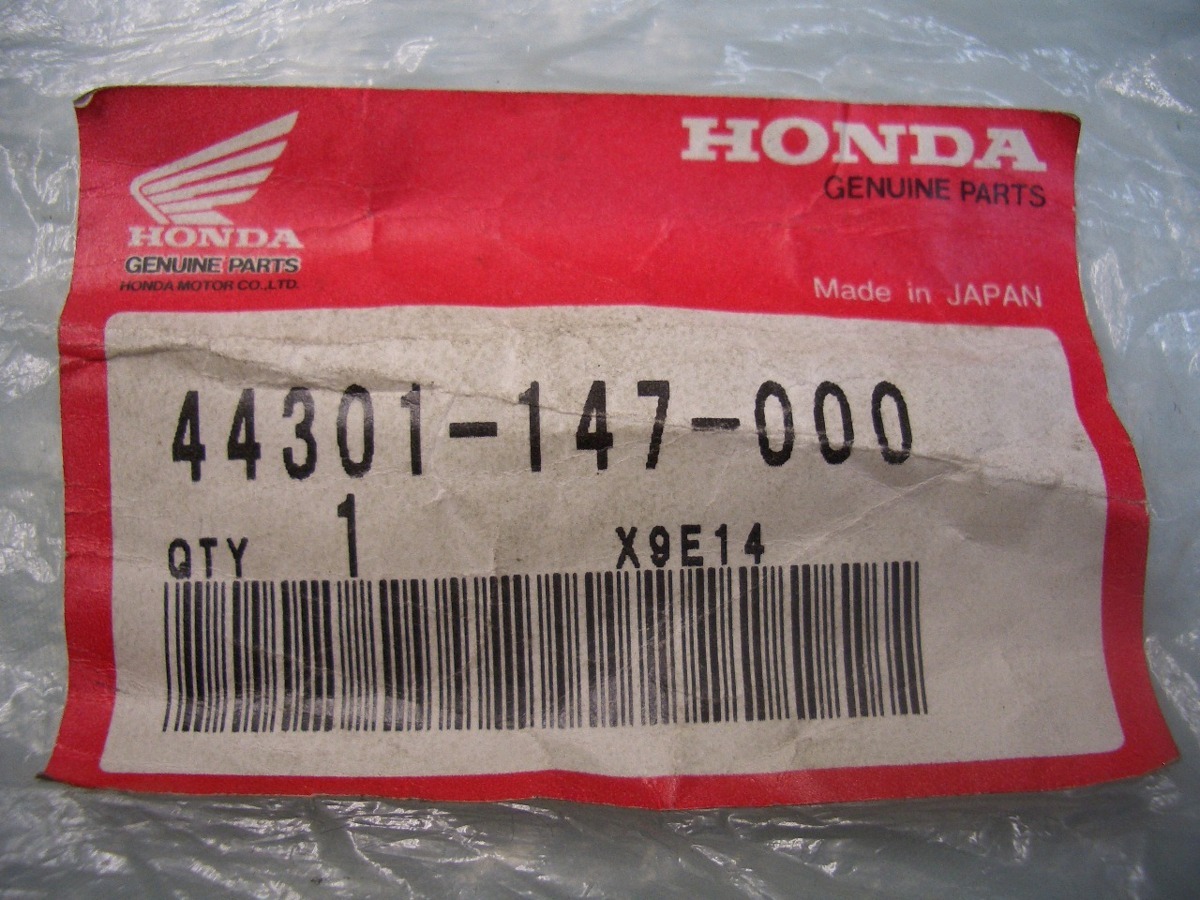 HONDA
GENUINE PARTS
HONDA MOTOR CO.,LTD.
HONDA
GENUINE PARTS
Made in JAPAN
44301-147-000
QTY 1 X9E14